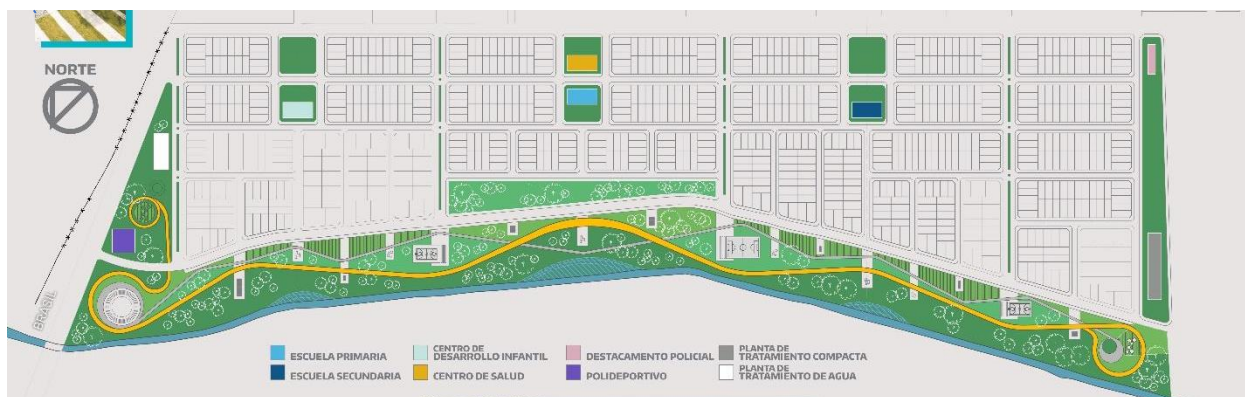 NORTE
BRASIL
ESCUELA PRIMARIA
ESCUELA SECUNDARIA
CENTRO DE
DESARROLLO INFANTIL
CENTRO DE SALUD
DESTACAMENTO POLICIAL
POLIDEPORTIVO
PLANTA DE
TRATAMIENTO COMPACTA
PLANTA DE
TRATAMIENTO DE AGUA